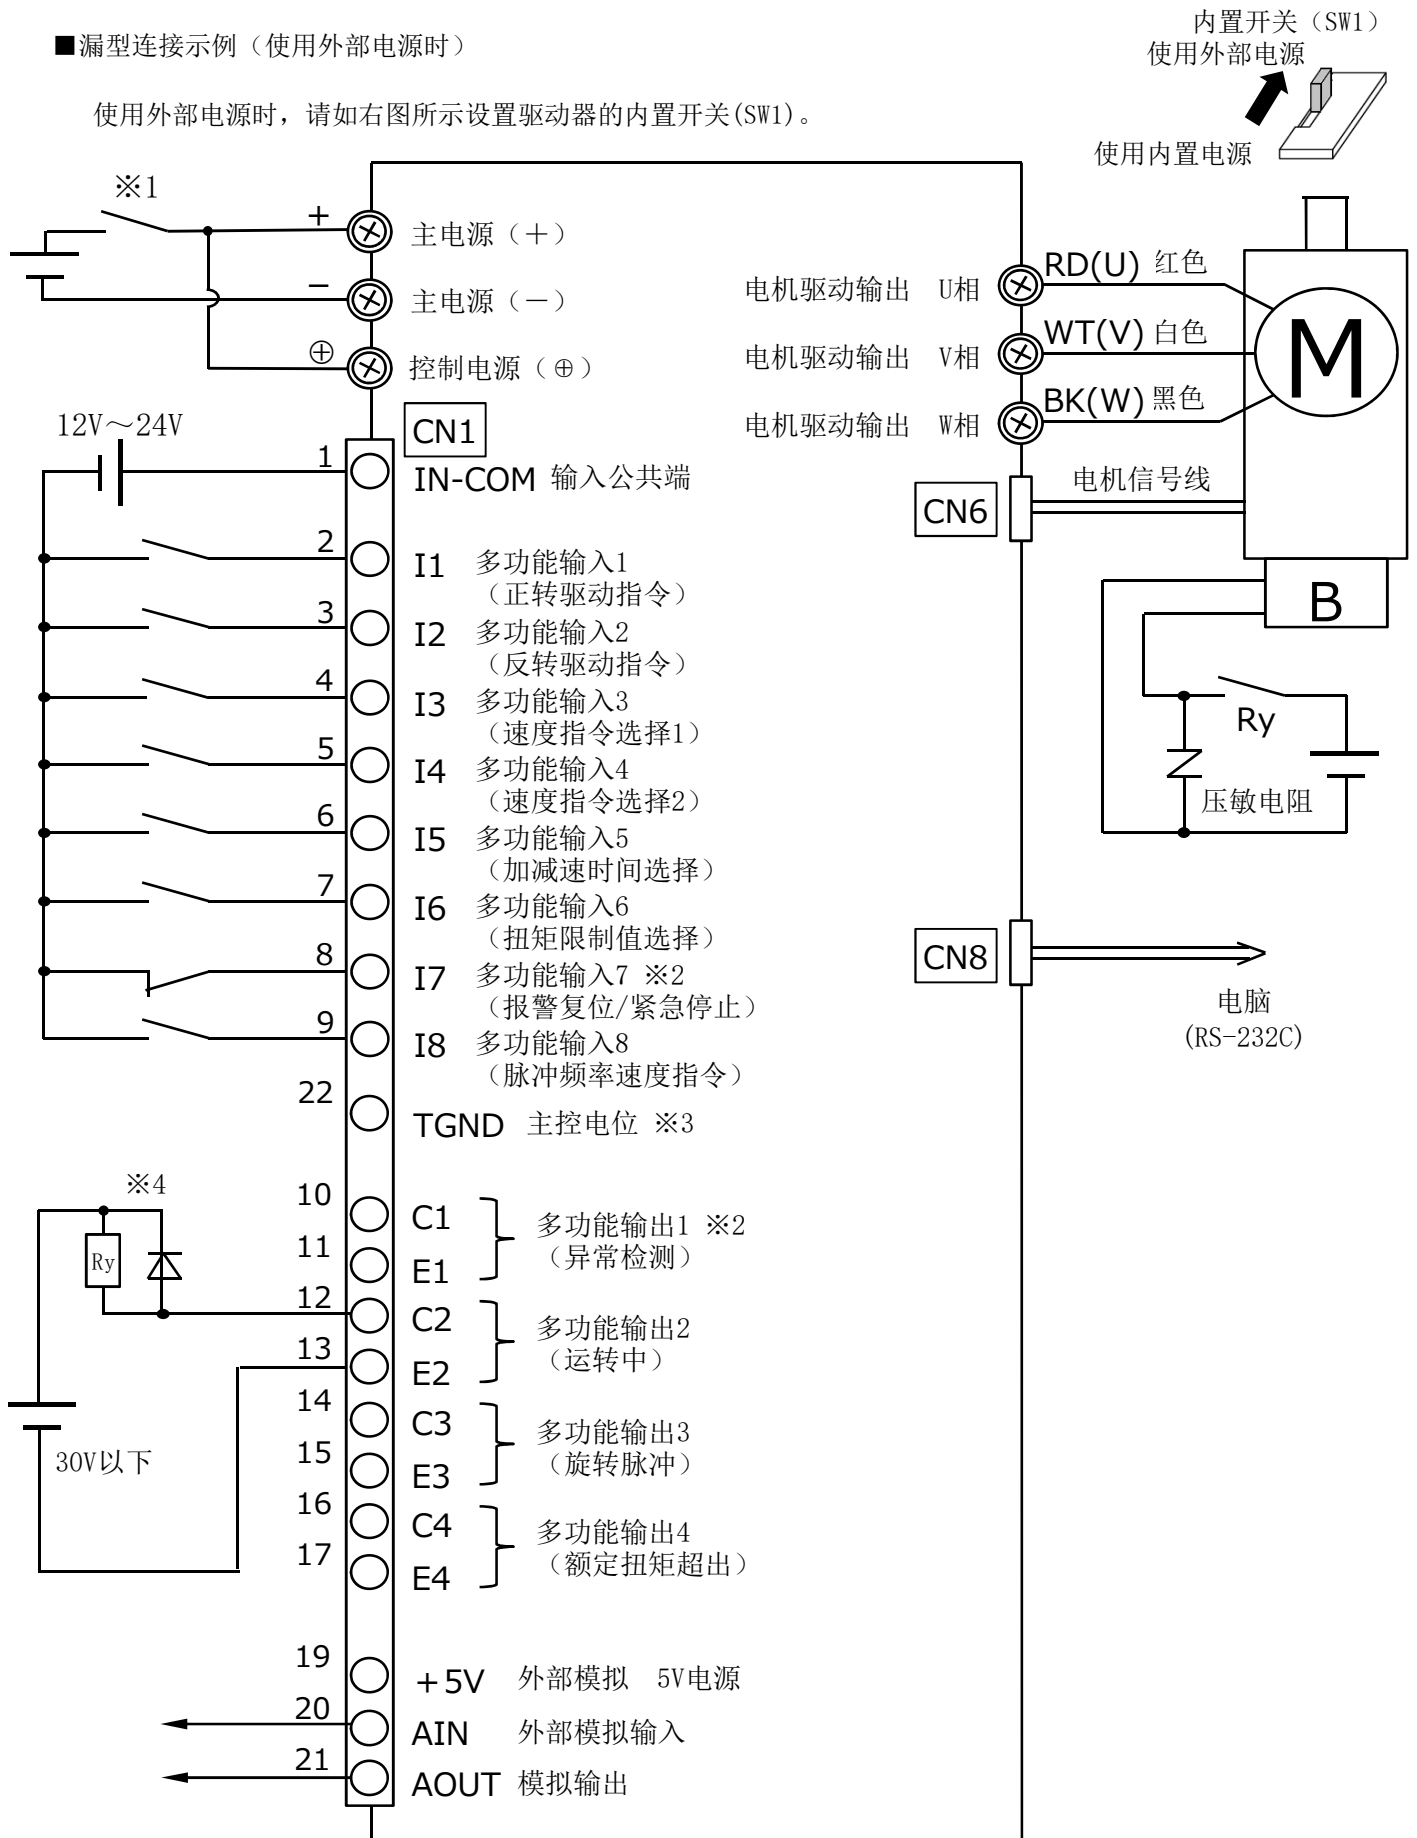 ■漏型连接示例（使用外部电源时）
使用外部电源时，请如右图所示设置驱动器的内置开关(SW1)。
内置开关（SW1）
使用外部电源
使用内置电源
※1
+
主电源（＋）
−
主电源（－）
⊕
控制电源（⊕）
电机驱动输出 U相
RD(U) 红色
电机驱动输出 V相
WT(V) 白色
电机驱动输出 W相
BK(W) 黑色
M
CN6
电机信号线
B
Ry
压敏电阻
CN8
电脑
(RS-232C)
CN1
12V～24V
1
IN-COM 输入公共端
2
I1 多功能输入1
（正转驱动指令）
3
I2 多功能输入2
（反转驱动指令）
4
I3 多功能输入3
（速度指令选择1）
5
I4 多功能输入4
（速度指令选择2）
6
I5 多功能输入5
（加减速时间选择）
7
I6 多功能输入6
（扭矩限制值选择）
8
I7 多功能输入7 ※2
（报警复位/紧急停止）
9
I8 多功能输入8
（脉冲频率速度指令）
22
TGND 主控电位 ※3
※4
Ry
30V以下
10
C1
11
E1
多功能输出1 ※2
（异常检测）
12
C2
13
E2
多功能输出2
（运转中）
14
C3
15
E3
多功能输出3
（旋转脉冲）
16
C4
17
E4
多功能输出4
（额定扭矩超出）
19
+5V 外部模拟 5V电源
20
AIN 外部模拟输入
21
AOUT 模拟输出